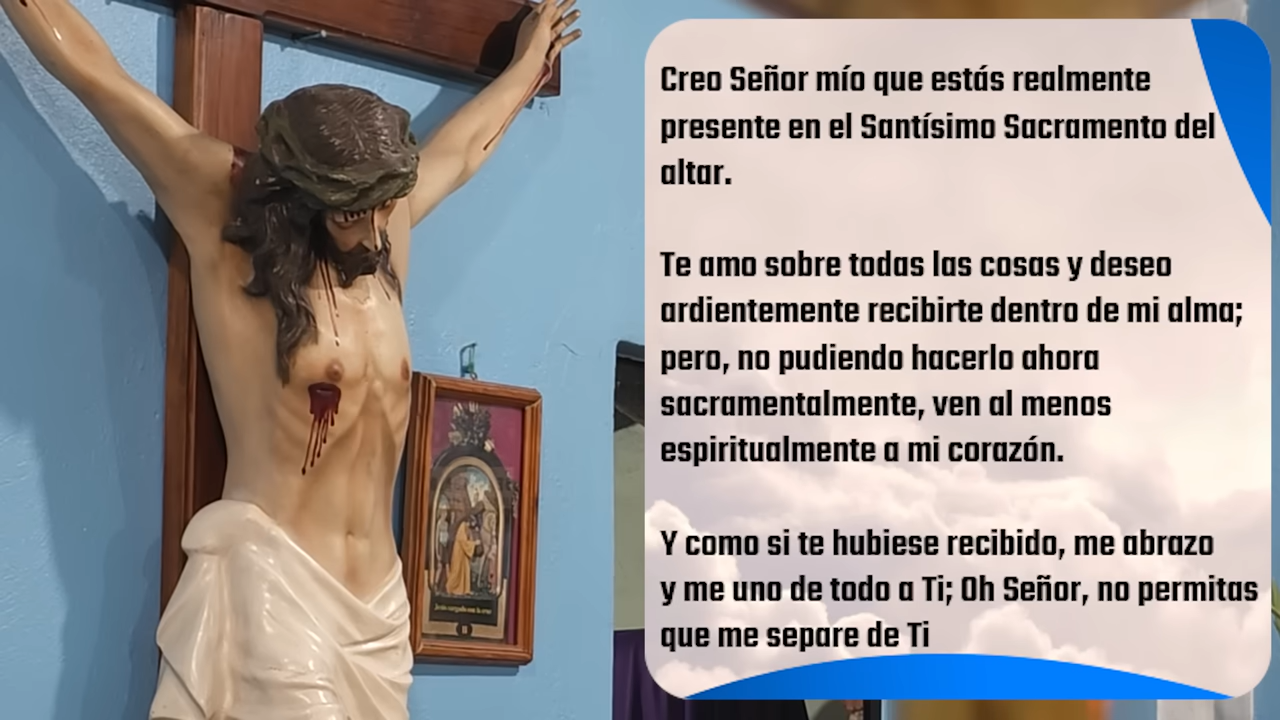 Creo Señor mío que estás realmente
presente en el Santísimo Sacramento del
altar.
Te amo sobre todas las cosas y deseo
ardientemente recibirte dentro de mi alma;
pero, no pudiendo hacerlo ahora
sacramentalmente, ven al menos
espiritualmente a mi corazón.
Y como si te hubiese recibido, me abrazo
y me uno de todo a Ti; Oh Señor, no permitas
que me separe de Ti